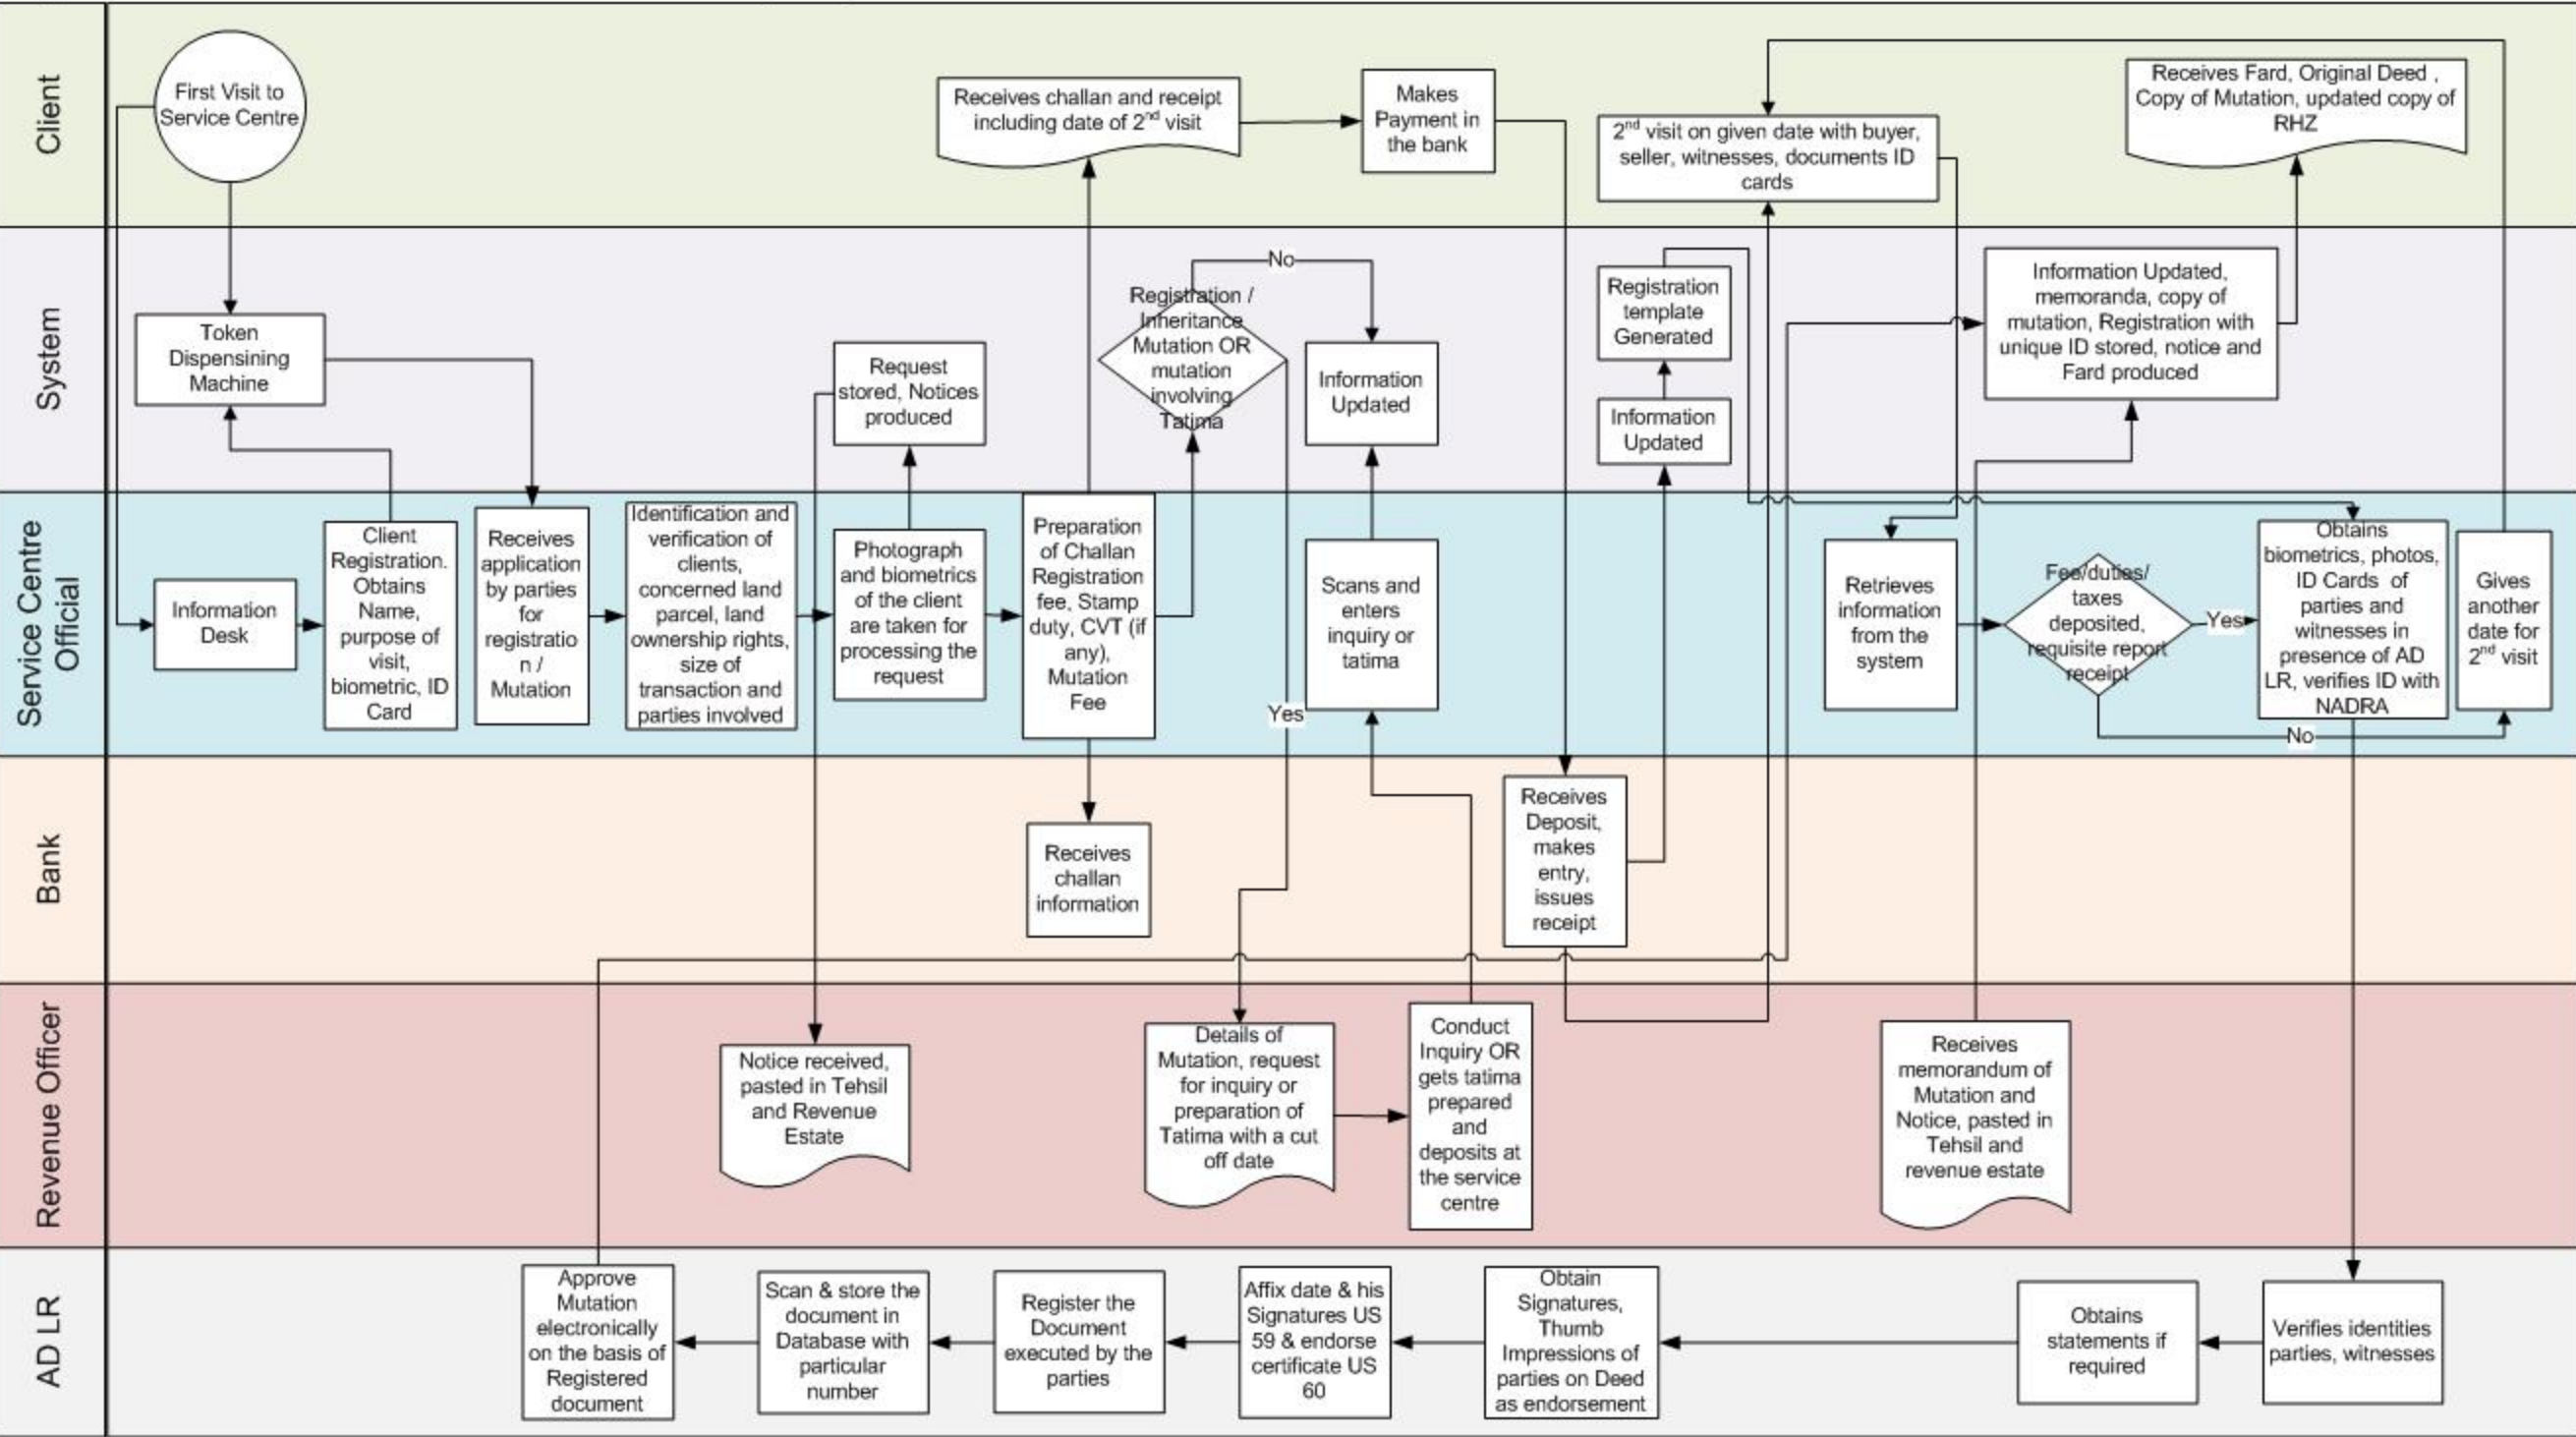 Client
First Visit to
Service Centre
Receives challan and receipt
including date of 2nd visit
Makes
Payment in
the bank
2nd visit on given date with buyer,
seller, witnesses, documents ID
cards
Receives Fard, Original Deed ,
Copy of Mutation, updated copy of
RHZ
System
Token
Dispensining
Machine
Request
stored, Notices
produced
Registration /
Inheritance
Mutation OR
mutation
involving
Tatima
No
Information
Updated
Registration
template
Generated
Information
Updated
Information Updated,
memoranda, copy of
mutation, Registration with
unique ID stored, notice and
Fard produced
Service Centre
Official
Information
Desk
Client
Registration.
Obtains
Name,
purpose of
visit,
biometric, ID
Card
Receives
application
by parties
for
registratio
n /
Mutation
Identification and
verification of
clients,
concerned land
parcel, land
ownership rights,
size of
transaction and
parties involved
Photograph
and biometrics
of the client
are taken for
processing the
request
Preparation
of Challan
Registration
fee, Stamp
duty, CVT (if
any),
Mutation
Fee
Yes
Scans and
enters
inquiry or
tatima
Retrieves
information
from the
system
Fee/duties/
taxes
deposited,
requisite report
receipt
Yes
No
Obtains
biometrics, photos,
ID Cards of
parties and
witnesses in
presence of AD
LR, verifies ID with
NADRA
Gives
another
date for
2nd visit
Bank
Receives
challan
information
Receives
Deposit,
makes
entry,
issues
receipt
Revenue Officer
Notice received,
pasted in Tehsil
and Revenue
Estate
Details of
Mutation, request
for inquiry or
preparation of
Tatima with a cut
off date
Conduct
Inquiry OR
gets tatima
prepared
and
deposits at
the service
centre
Receives
memorandum of
Mutation and
Notice, pasted in
Tehsil and
revenue estate
AD LR
Approve
Mutation
electronically
on the basis of
Registered
document
Scan & store the
document in
Database with
particular
number
Register the
Document
executed by the
parties
Affix date & his
Signatures US
59 & endorse
certificate US
60
Obtain
Signatures,
Thumb
Impressions of
parties on Deed
as endorsement
Obtains
statements if
required
Verifies identities
parties, witnesses